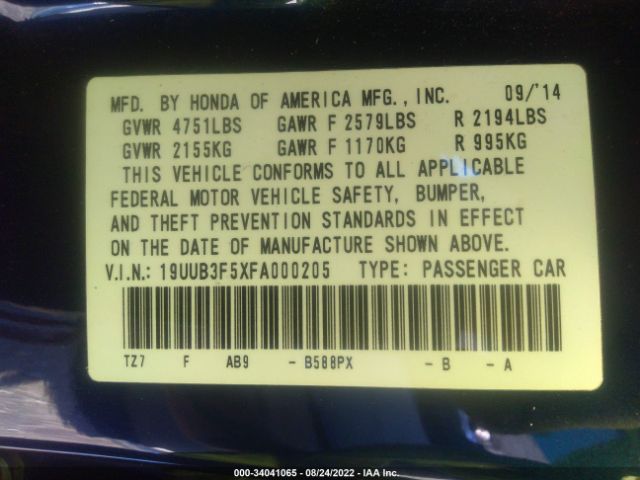 MFD. BY HONDA OF AMERICA MFG., INC. 09/'14
GVWR 4751LBS GAWR F 2579LBS R 2194LBS
GVWR 2155KG GAWR F 1170KG R 995KG
THIS VEHICLE CONFORMS TO ALL APPLICABLE
FEDERAL MOTOR VEHICLE SAFETY, BUMPER,
AND THEFT PREVENTION STANDARDS IN EFFECT
ON THE DATE OF MANUFACTURE SHOWN ABOVE.
V.I.N.: 19UUB3F5XFA000205 TYPE: PASSENGER CAR
TZ7 F AB9 - B588PX - B - A
000-34041065 - 08/24/2022 - IAA Inc.